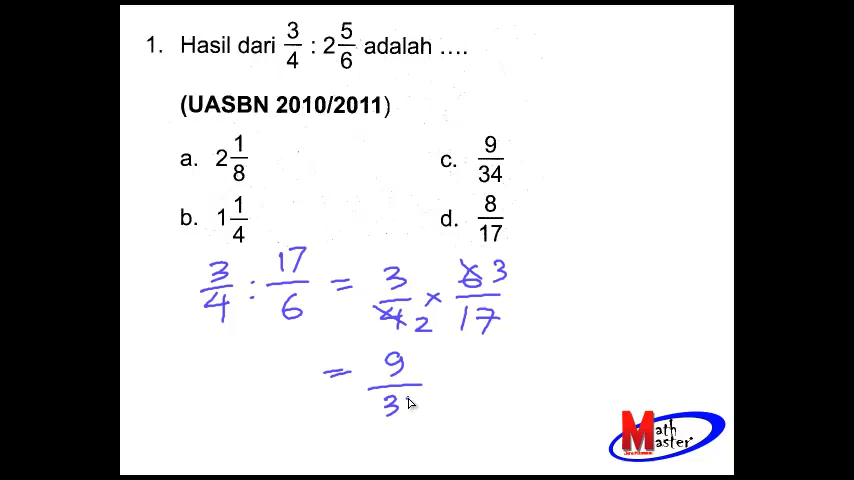 1. Hasil dari 3/4 : 2 5/6 adalah ....
(UASBN 2010/2011)
a. 2 1/8
c. 9/34
b. 1 1/4
d. 8/17
3/4 : 17/6 = 3/4 2 × 6 3/17
= 9/3
Math
Master